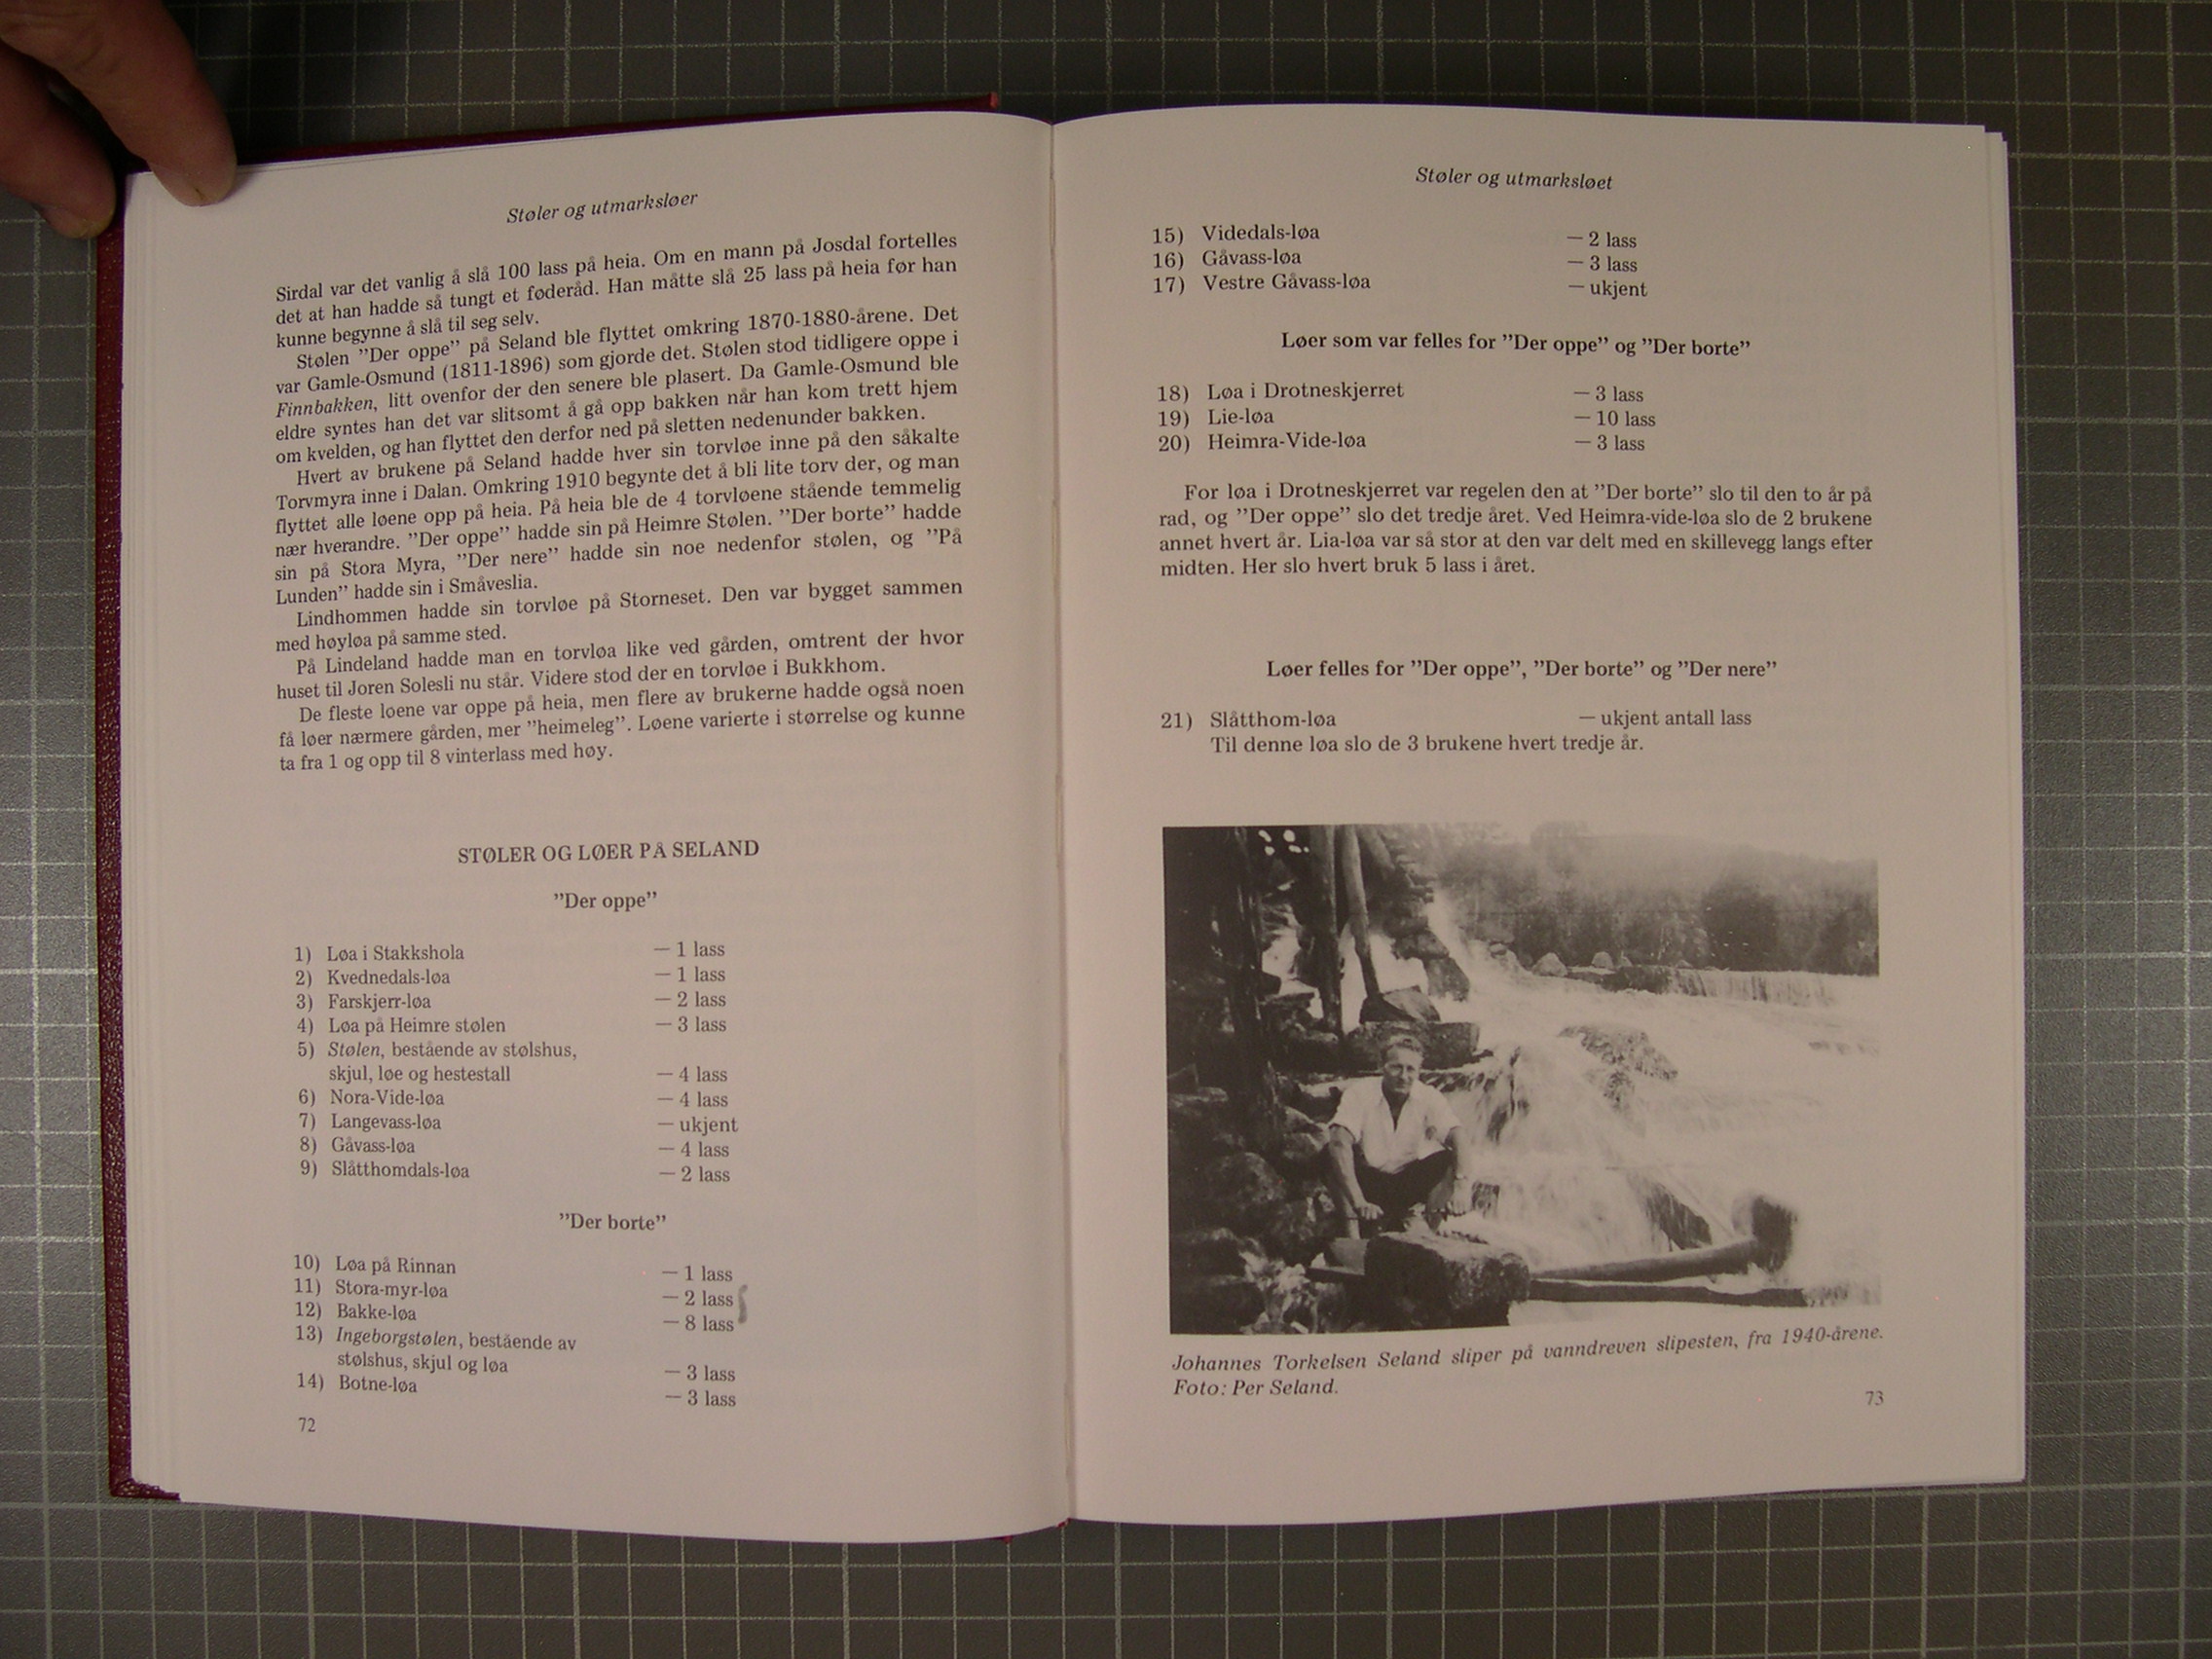 Støler og utmarksløer
Sirdal var det vanlig å slå 100 lass på heia. Om en mann på Josdal fortelles
det at han hadde så tungt et føderåd. Han måtte slå 25 lass på heia før han
kunne begynne å slå til seg selv.
Stølen ”Der oppe” på Seland ble flyttet omkring 1870-1880-årene. Det
var Gamle-Osmund (1811-1896) som gjorde det. Stølen stod tidligere oppe i
Finnbakken, litt ovenfor der den senere ble plasert. Da Gamle-Osmund ble
eldre syntes han det var slitsomt å gå opp bakken når han kom trett hjem
om kvelden, og han flyttet den derfor ned på sletten nedenunder bakken.
Hvert av brukene på Seland hadde hver sin torvløe inne på den såkalte
Torvmyra inne i Dalan. Omkring 1910 begynte det å bli lite torv der, og man
flyttet alle løene opp på heia. På heia ble de 4 torvløene stående temmelig
nær hverandre. ”Der oppe” hadde sin på Heimre Stølen. ”Der borte” hadde
sin på Stora Myra, ”Der nere” hadde sin noe nedenfor stølen, og ”På
Lunden” hadde sin i Småveslia.
Lindhommen hadde sin torvløe på Storneset. Den var bygget sammen
med høyløa på samme sted.
På Lindeland hadde man en torvløa like ved gården, omtrent der hvor
huset til Joren Solesli nu står. Videre stod der en torvløe i Bukkhom.
De fleste løene var oppe på heia, men flere av brukerne hadde også noen
få løer nærmere gården, mer ”heimeleg”. Løene varierte i størrelse og kunne
ta fra 1 og opp til 8 vinterlass med høy.
STØLER OG LØER PÅ SELAND
”Der oppe”
1) Løa i Stakkshola — 1 lass
2) Kvednedals-løa — 1 lass
3) Farskjerr-løa — 2 lass
4) Løa på Heimre stølen — 3 lass
5) Stølen, bestående av stølshus,
skjul, løe og hestestall — 4 lass
6) Nora-Vide-løa — 4 lass
7) Langevass-løa — ukjent
8) Gåvass-løa — 4 lass
9) Slåtthomdals-løa — 2 lass
”Der borte”
10) Løa på Rinnan — 1 lass
11) Stora-myr-løa — 2 lass
12) Bakke-løa — 8 lass
13) Ingeborgstølen, bestående av
stølshus, skjul og løa — 3 lass
14) Botne-løa — 3 lass
72
Støler og utmarksløet
15) Videdals-løa — 2 lass
16) Gåvass-løa — 3 lass
17) Vestre Gåvass-løa — ukjent
Løer som var felles for ”Der oppe” og ”Der borte”
18) Løa i Drotneskjerret — 3 lass
19) Lie-løa — 10 lass
20) Heimra-Vide-løa — 3 lass
For løa i Drotneskjerret var regelen den at ”Der borte” slo til den to år på
rad, og ”Der oppe” slo det tredje året. Ved Heimra-vide-løa slo de 2 brukene
annet hvert år. Lia-løa var så stor at den var delt med en skillevegg langs efter
midten. Her slo hvert bruk 5 lass i året.
Løer felles for ”Der oppe”, ”Der borte” og ”Der nere”
21) Slåtthom-løa — ukjent antall lass
Til denne løa slo de 3 brukene hvert tredje år.
Johannes Torkelsen Seland sliper på vanndreven slipesten, fra 1940-årene.
Foto: Per Seland.
73